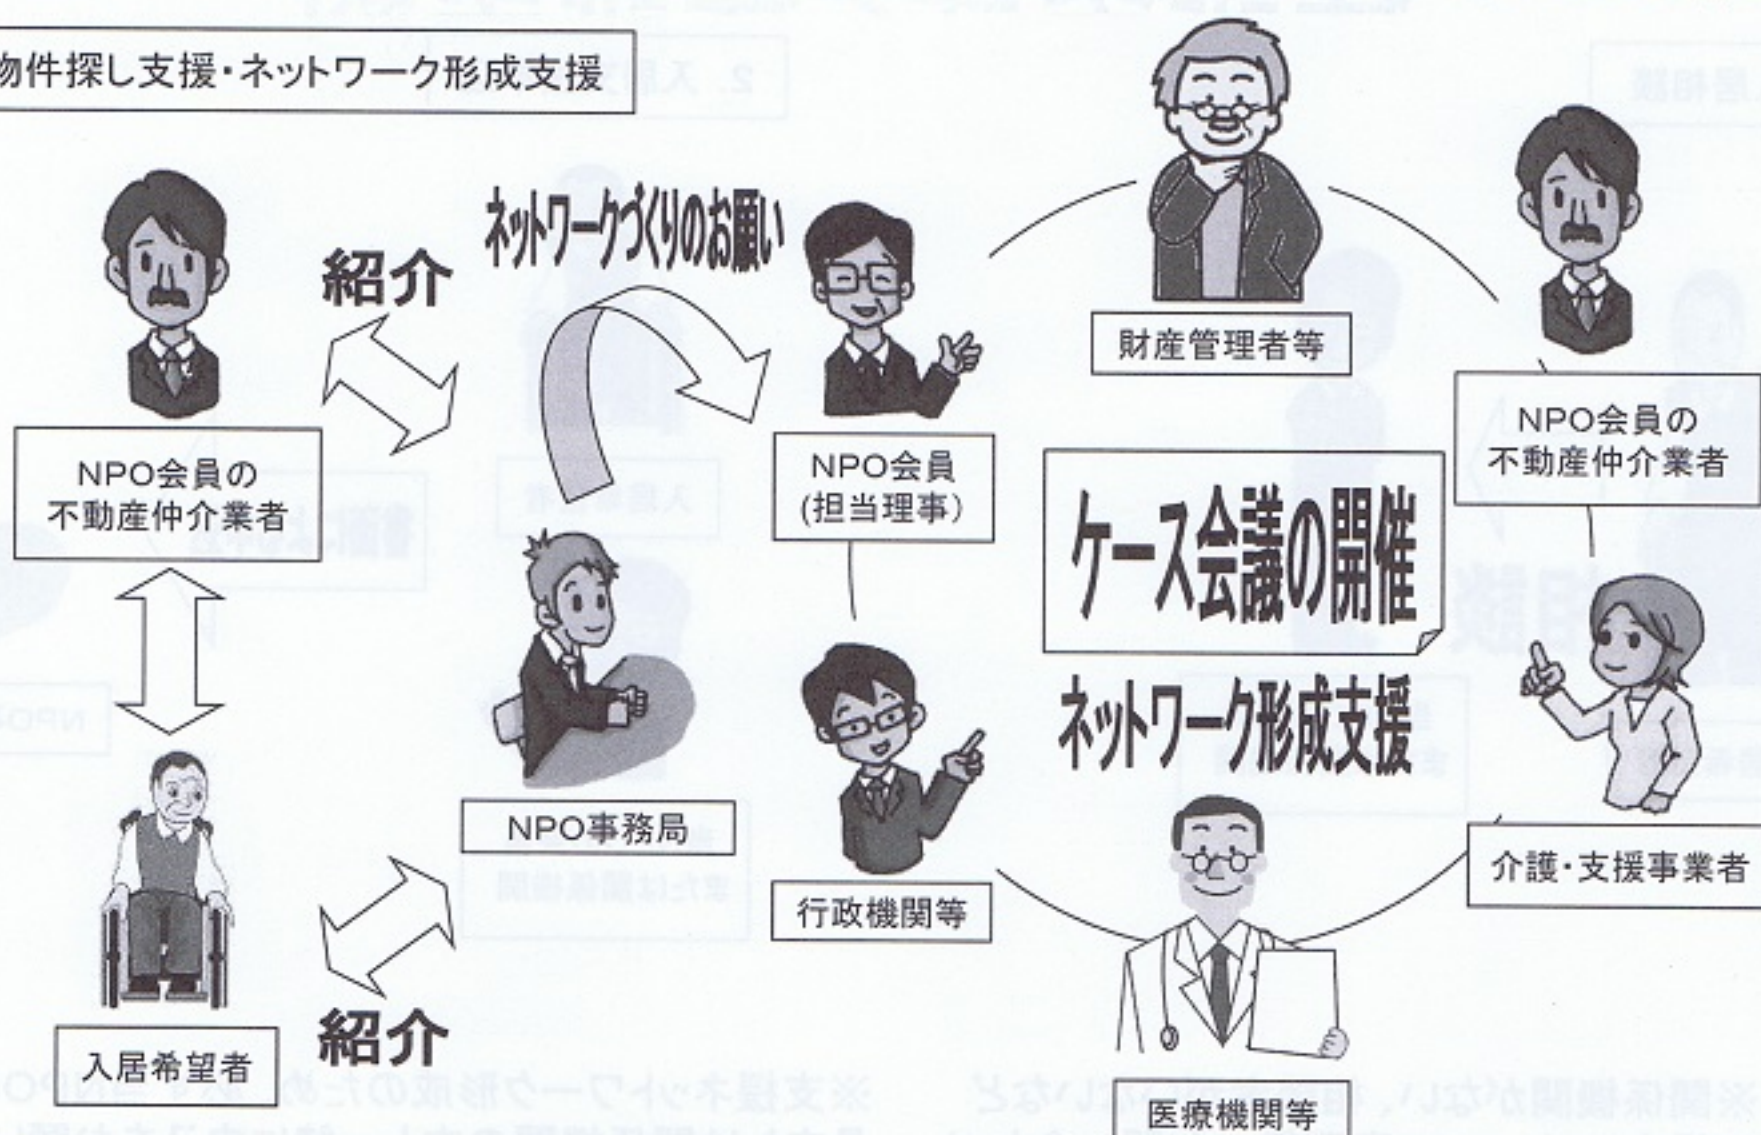 物件探し支援・ネットワーク形成支援
ネットワークづくりのお願い
紹介
財産管理者等
NPO会員の
不動産仲介業者
NPO会員の
不動産仲介業者
NPO会員
(担当理事)
ケース会議の開催
ネットワーク形成支援
NPO事務局
行政機関等
介護・支援事業者
紹介
入居希望者
医療機関等